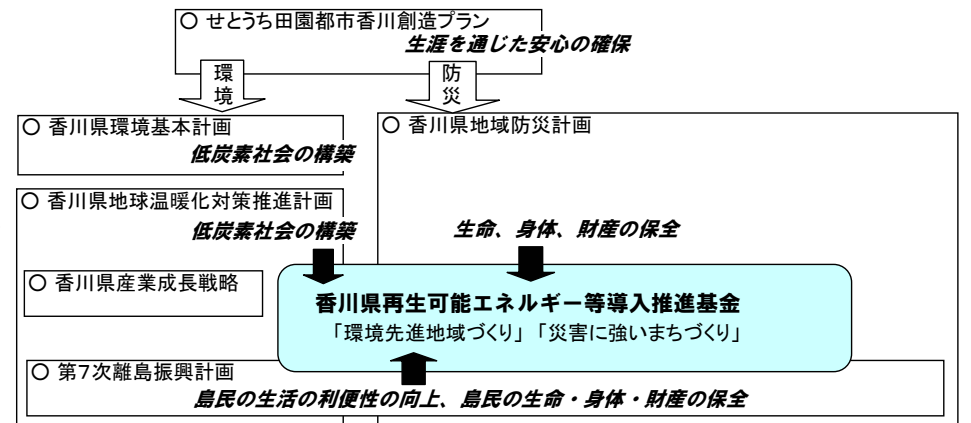 ○ せとうち田園都市香川創造プラン
生涯を通じた安心の確保
環境
防災
○ 香川県環境基本計画
低炭素社会の構築
○ 香川県地域防災計画
○ 香川県地球温暖化対策推進計画
低炭素社会の構築
生命、身体、財産の保全
○ 香川県産業成長戦略
香川県再生可能エネルギー等導入推進基金
「環境先進地域づくり」「災害に強いまちづくり」
○ 第7次離島振興計画
島民の生活の利便性の向上、島民の生命・身体・財産の保全